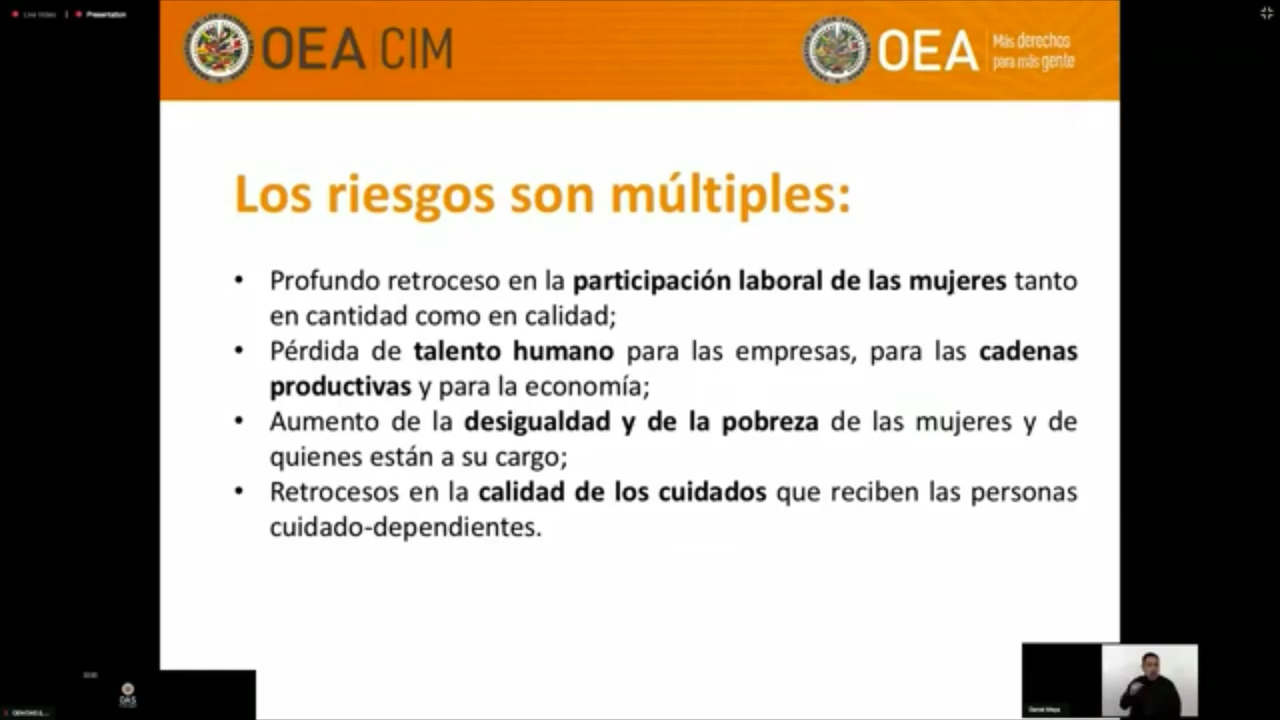 Live Video | Presentation
OEA | CIM
OEA | Más derechos
para más gente
Los riesgos son múltiples:
• Profundo retroceso en la participación laboral de las mujeres tanto
en cantidad como en calidad;
• Pérdida de talento humano para las empresas, para las cadenas
productivas y para la economía;
• Aumento de la desigualdad y de la pobreza de las mujeres y de
quienes están a su cargo;
• Retrocesos en la calidad de los cuidados que reciben las personas
cuidado-dependientes.
OAS